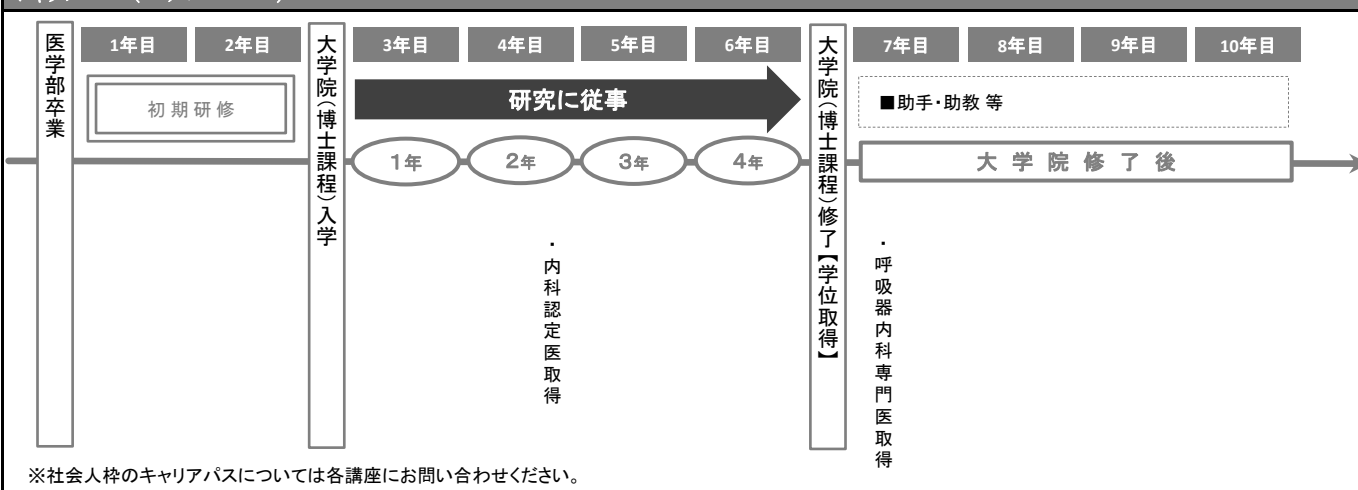 医学部卒業
1年目
2年目
初期研修
大学院(博士課程)入学
3年目
4年目
5年目
6年目
研究に従事
1年
2年
3年
4年
・内科認定医取得
大学院(博士課程)修了【学位取得】
7年目
8年目
9年目
10年目
■助手・助教 等
大学院修了後
・呼吸器内科専門医取得
※社会人枠のキャリアパスについては各講座にお問い合わせください。